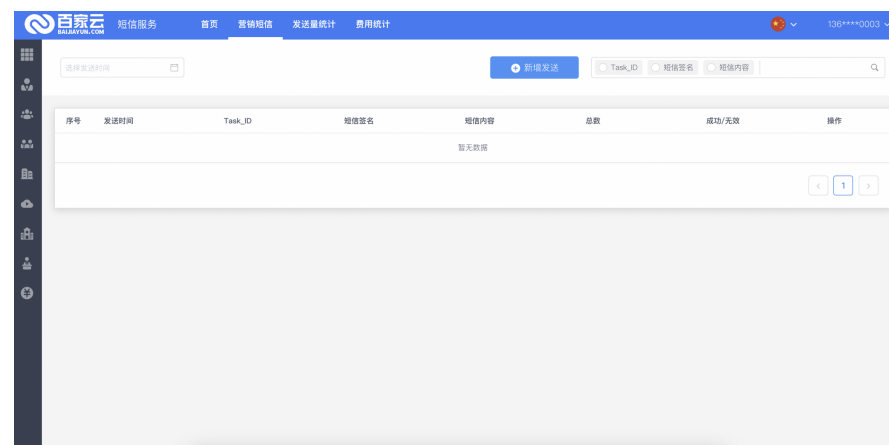 百家云 短信服务 首页 营销短信 发送量统计 费用统计 136****0003
BAIJIAYUN.COM
选择发送时间 新增发送 Task_ID 短信签名 短信内容
序号 发送时间 Task_ID 短信签名 短信内容 总数 成功/无效 操作
暂无数据
< 1 >